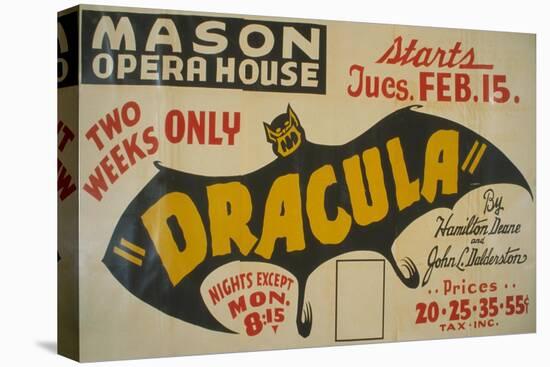 MASON
OPERA HOUSE
Starts
Tues. FEB. 15.
TWO
WEEKS ONLY
"DRACULA"
By
Hamilton Deane
and
John L. Dalderston
NIGHTS EXCEPT
MON.
8:15
.. Prices ..
20·25·35·55¢
TAX·INC.